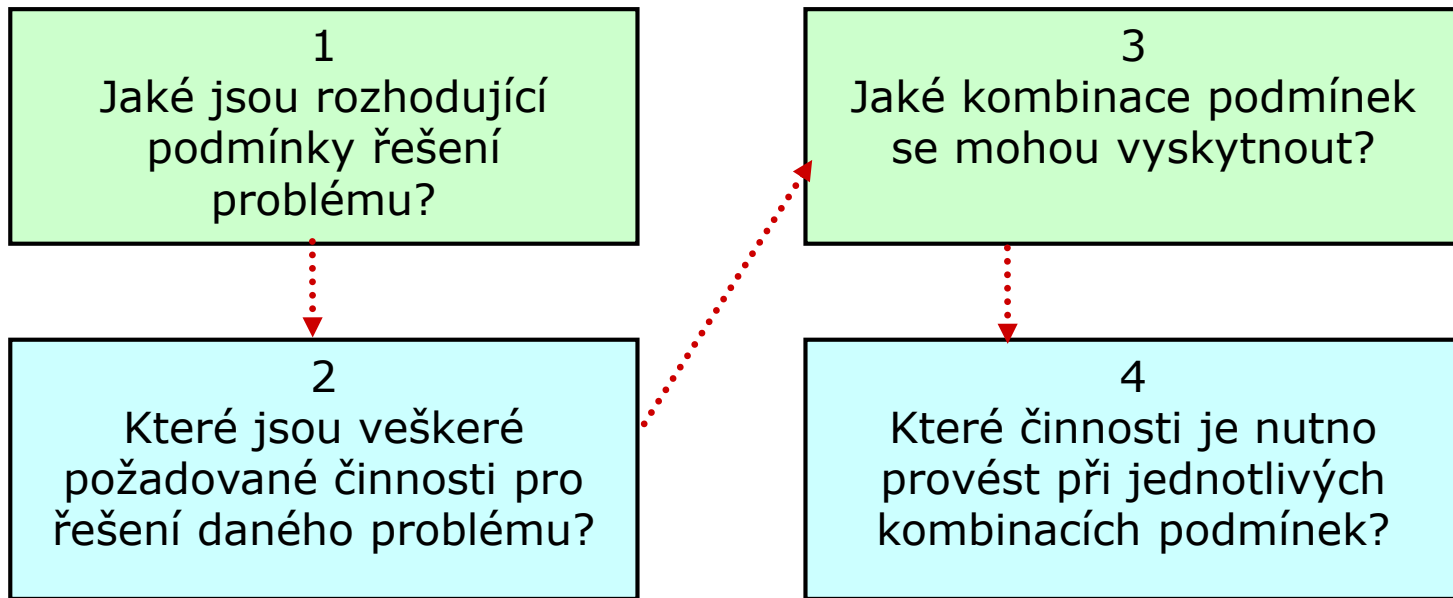 1
Jaké jsou rozhodující
podmínky řešení
problému?
2
Které jsou veškeré
požadované činnosti pro
řešení daného problému?
3
Jaké kombinace podmínek
se mohou vyskytnout?
4
Které činnosti je nutno
provést při jednotlivých
kombinacích podmínek?